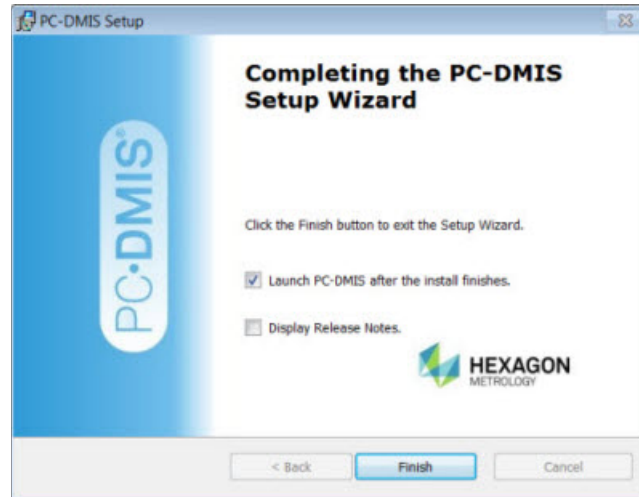 PC-DMIS Setup
Completing the PC-DMIS
Setup Wizard
PC•DMIS®
Click the Finish button to exit the Setup Wizard.
Launch PC-DMIS after the install finishes.
Display Release Notes.
HEXAGON
METROLOGY
< Back
Finish
Cancel